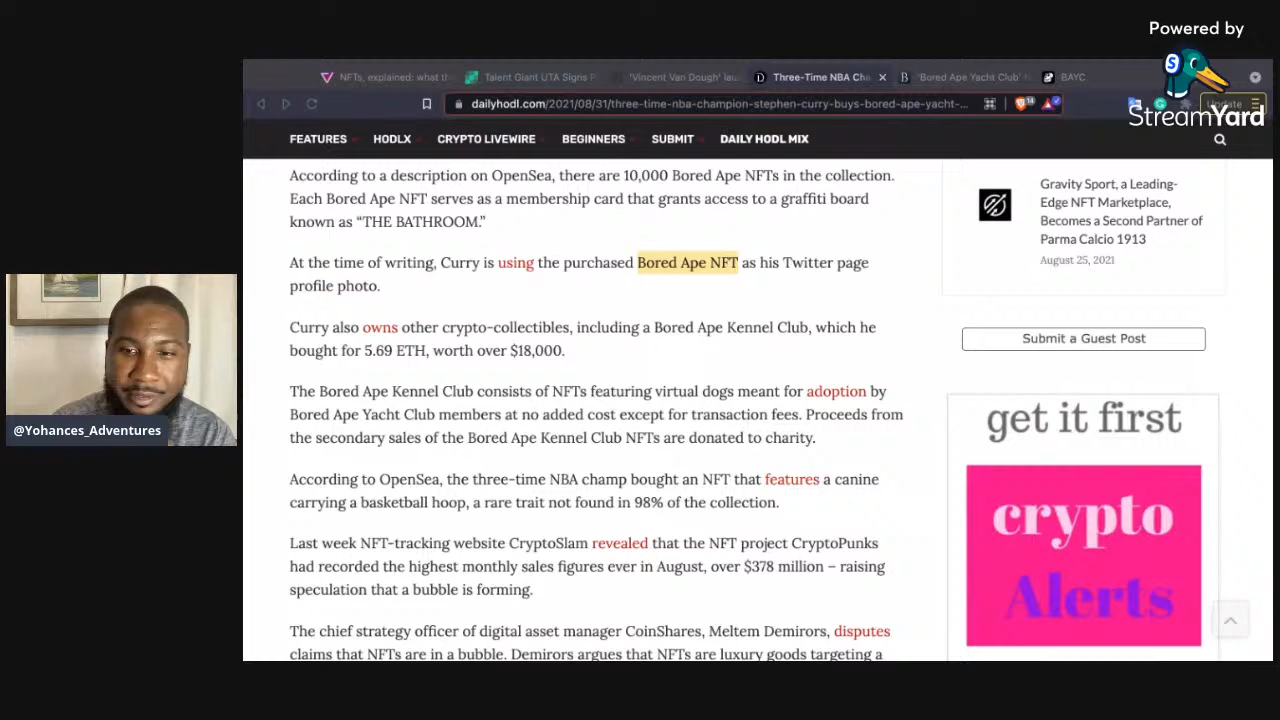 Powered by
StreamYard
NFTs, explained: what th
Talent Giant UTA Signs P
'Vincent Van Dough' lau
Three-Time NBA Cha
'Bored Ape Yacht Club'
BAYC
dailyhodl.com/2021/08/31/three-time-nba-champion-stephen-curry-buys-bored-ape-yacht-...
Update
FEATURES
HODLX
CRYPTO LIVEWIRE
BEGINNERS
SUBMIT
DAILY HODL MIX
According to a description on OpenSea, there are 10,000 Bored Ape NFTs in the collection.
Each Bored Ape NFT serves as a membership card that grants access to a graffiti board
known as “THE BATHROOM.”
At the time of writing, Curry is using the purchased Bored Ape NFT as his Twitter page
profile photo.
Curry also owns other crypto-collectibles, including a Bored Ape Kennel Club, which he
bought for 5.69 ETH, worth over $18,000.
The Bored Ape Kennel Club consists of NFTs featuring virtual dogs meant for adoption by
Bored Ape Yacht Club members at no added cost except for transaction fees. Proceeds from
the secondary sales of the Bored Ape Kennel Club NFTs are donated to charity.
According to OpenSea, the three-time NBA champ bought an NFT that features a canine
carrying a basketball hoop, a rare trait not found in 98% of the collection.
Last week NFT-tracking website CryptoSlam revealed that the NFT project CryptoPunks
had recorded the highest monthly sales figures ever in August, over $378 million – raising
speculation that a bubble is forming.
The chief strategy officer of digital asset manager CoinShares, Meltem Demirors, disputes
claims that NFTs are in a bubble. Demirors argues that NFTs are luxury goods targeting a
Gravity Sport, a Leading-
Edge NFT Marketplace,
Becomes a Second Partner of
Parma Calcio 1913
August 25, 2021
Submit a Guest Post
get it first
crypto
Alerts
@Yohances_Adventures